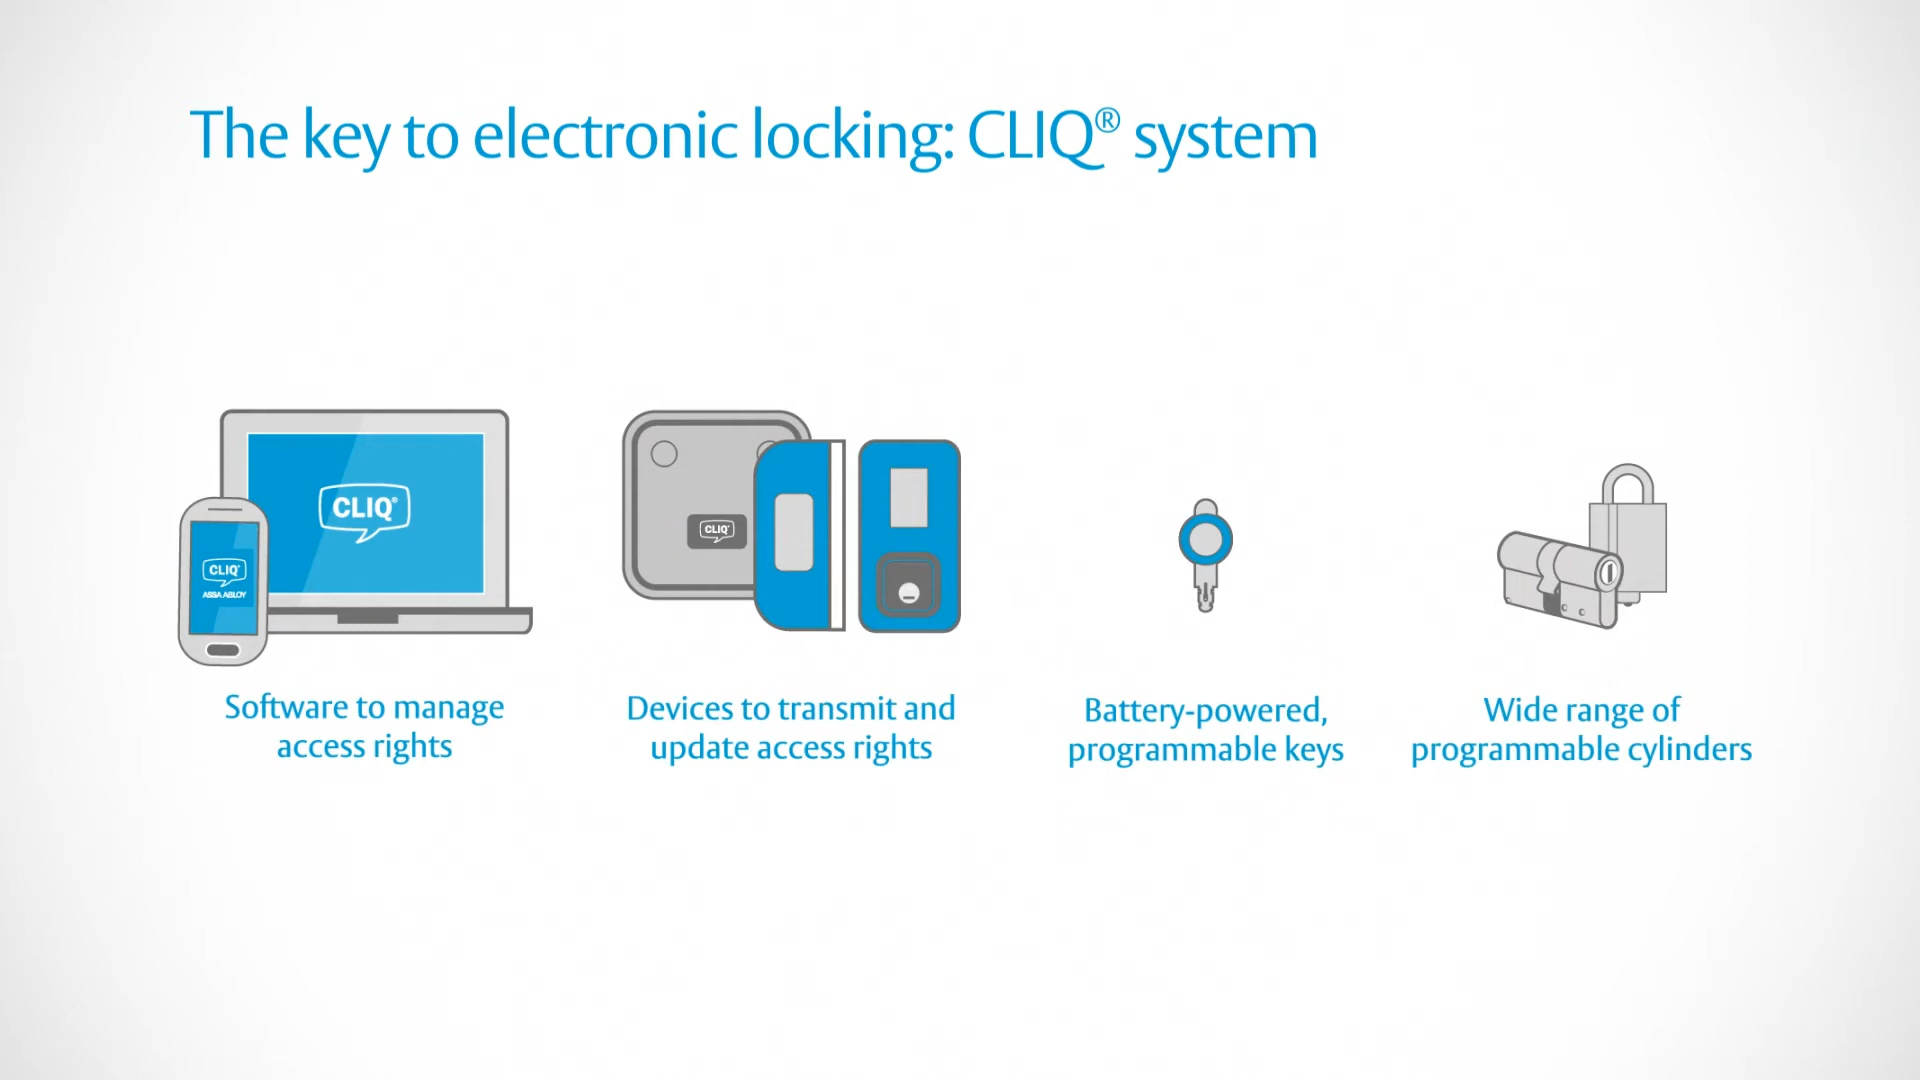 The key to electronic locking: CLIQ® system
CLIQ®
CLIQ®
ASSA ABLOY
CLIQ®
Software to manage
access rights
Devices to transmit and
update access rights
Battery-powered,
programmable keys
Wide range of
programmable cylinders